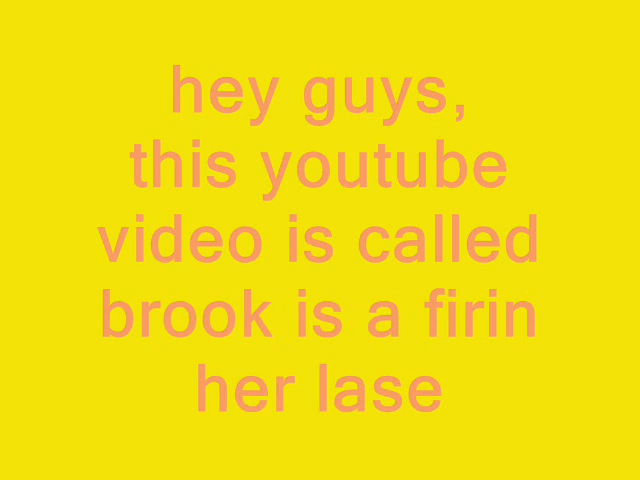 hey guys,
this youtube
video is called
brook is a firin
her lase